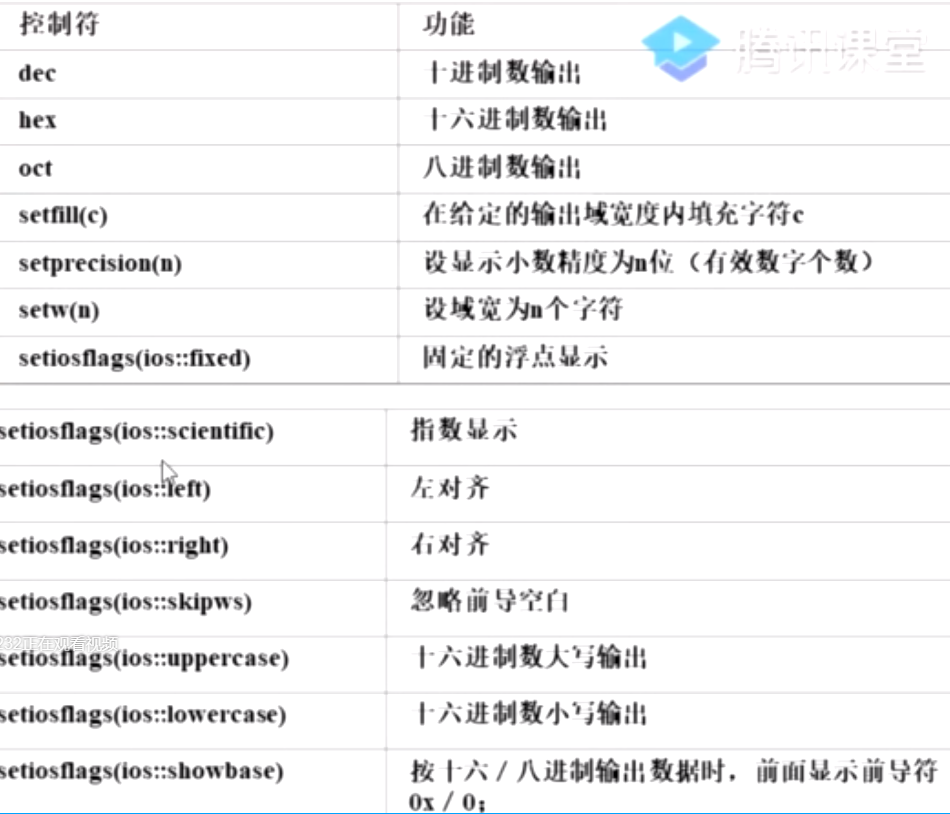 控制符 功能
腾讯课堂
dec 十进制数输出
hex 十六进制数输出
oct 八进制数输出
setfill(c) 在给定的输出域宽度内填充字符c
setprecision(n) 设显示小数精度为n位（有效数字个数）
setw(n) 设域宽为n个字符
setiosflags(ios::fixed) 固定的浮点显示
setiosflags(ios::scientific) 指数显示
setiosflags(ios::left) 左对齐
setiosflags(ios::right) 右对齐
setiosflags(ios::skipws) 忽略前导空白
232正在观看视频
setiosflags(ios::uppercase) 十六进制数大写输出
setiosflags(ios::lowercase) 十六进制数小写输出
setiosflags(ios::showbase) 按十六 / 八进制输出数据时，前面显示前导符
0x / 0;